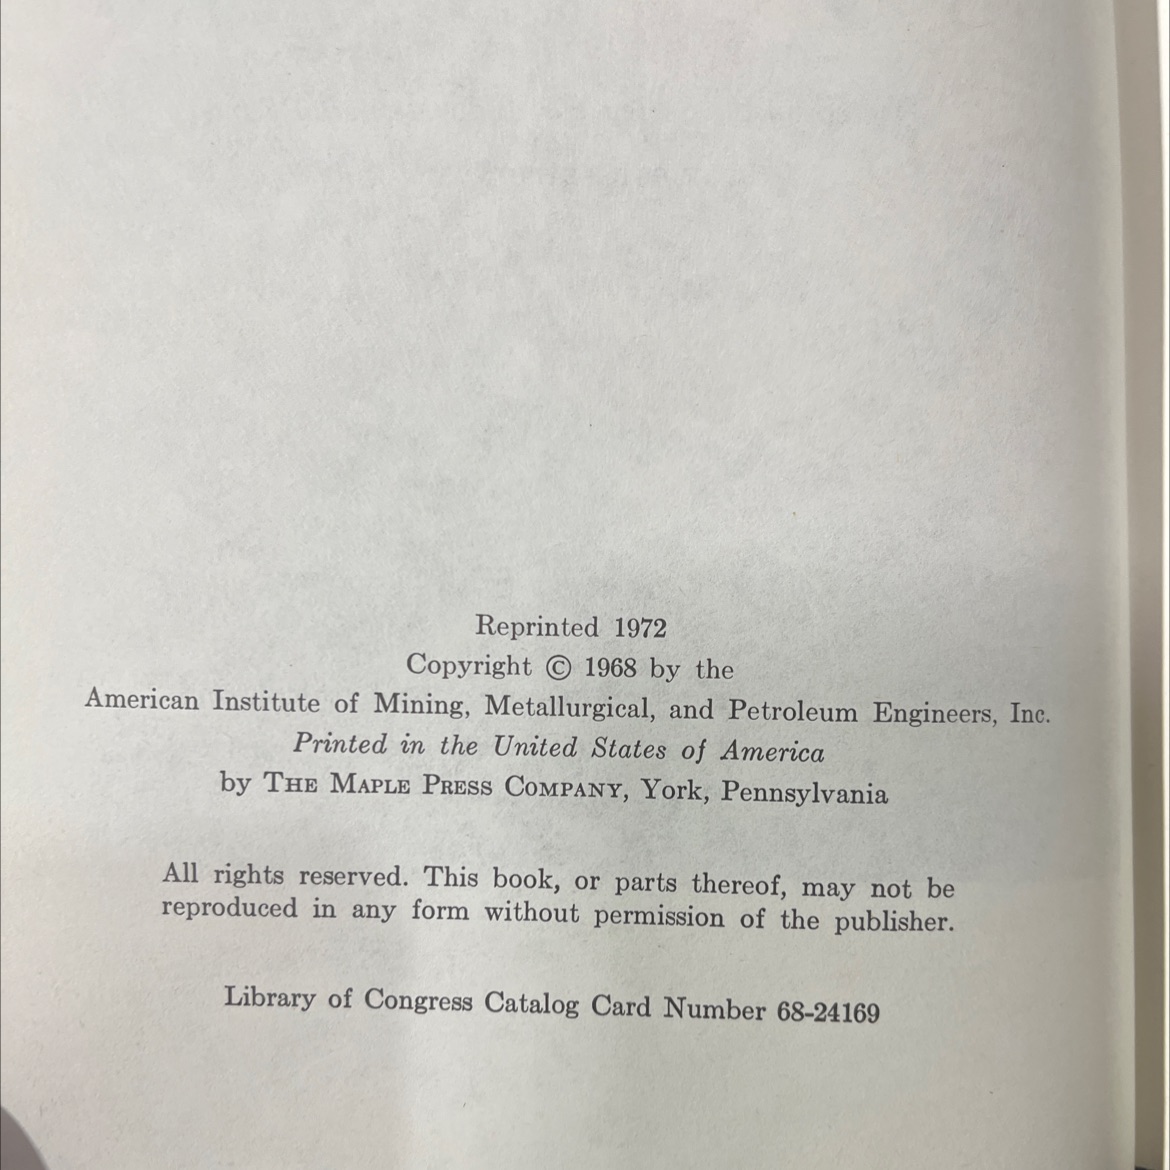 Reprinted 1972
Copyright © 1968 by the
American Institute of Mining, Metallurgical, and Petroleum Engineers, Inc.
Printed in the United States of America
by THE MAPLE PRESS COMPANY, York, Pennsylvania
All rights reserved. This book, or parts thereof, may not be
reproduced in any form without permission of the publisher.
Library of Congress Catalog Card Number 68-24169